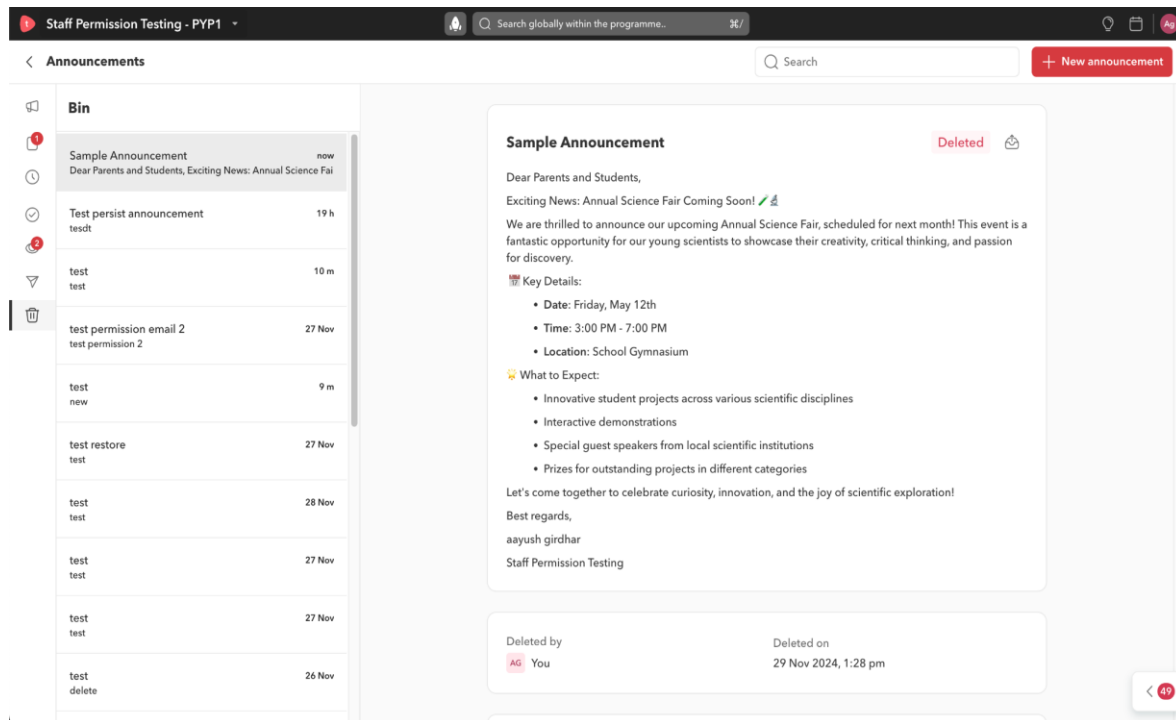 t Staff Permission Testing - PYP1
Search globally within the programme..
⌘/
Ag
Announcements
Search
+ New announcement
1
2
Bin
Sample Announcement now
Dear Parents and Students, Exciting News: Annual Science Fai
Test persist announcement 19 h
tesdt
test 10 m
test
test permission email 2 27 Nov
test permission 2
test 9 m
new
test restore 27 Nov
test
test 28 Nov
test
test 27 Nov
test
test 27 Nov
test
test 26 Nov
delete
Sample Announcement
Deleted
Dear Parents and Students,
Exciting News: Annual Science Fair Coming Soon! 🧪🔬
We are thrilled to announce our upcoming Annual Science Fair, scheduled for next month! This event is a
fantastic opportunity for our young scientists to showcase their creativity, critical thinking, and passion
for discovery.
📅 Key Details:
• Date: Friday, May 12th
• Time: 3:00 PM - 7:00 PM
• Location: School Gymnasium
🌟 What to Expect:
• Innovative student projects across various scientific disciplines
• Interactive demonstrations
• Special guest speakers from local scientific institutions
• Prizes for outstanding projects in different categories
Let's come together to celebrate curiosity, innovation, and the joy of scientific exploration!
Best regards,
aayush girdhar
Staff Permission Testing
Deleted by
AG You
Deleted on
29 Nov 2024, 1:28 pm
49